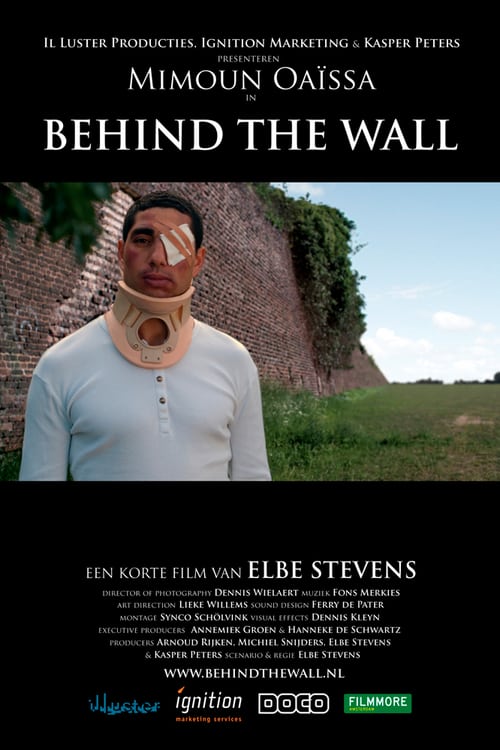 Il Luster Producties, Ignition Marketing & Kasper Peters
presenteren
Mimoun Oaïssa
in
BEHIND THE WALL
een korte film van ELBE STEVENS
director of photography Dennis Wielaert muziek Fons Merkies
art direction Lieke Willems sound design Ferry de Pater
montage Synco Schölvink visual effects Dennis Kleyn
executive producers Annemiek Groen & Hanneke de Schwartz
producers Arnoud Rijken, Michiel Snijders, Elbe Stevens
& Kasper Peters scenario & regie Elbe Stevens
www.behindthewall.nl
illuster
ignition
marketing services
DOCO
FILMMORE
AMSTERDAM